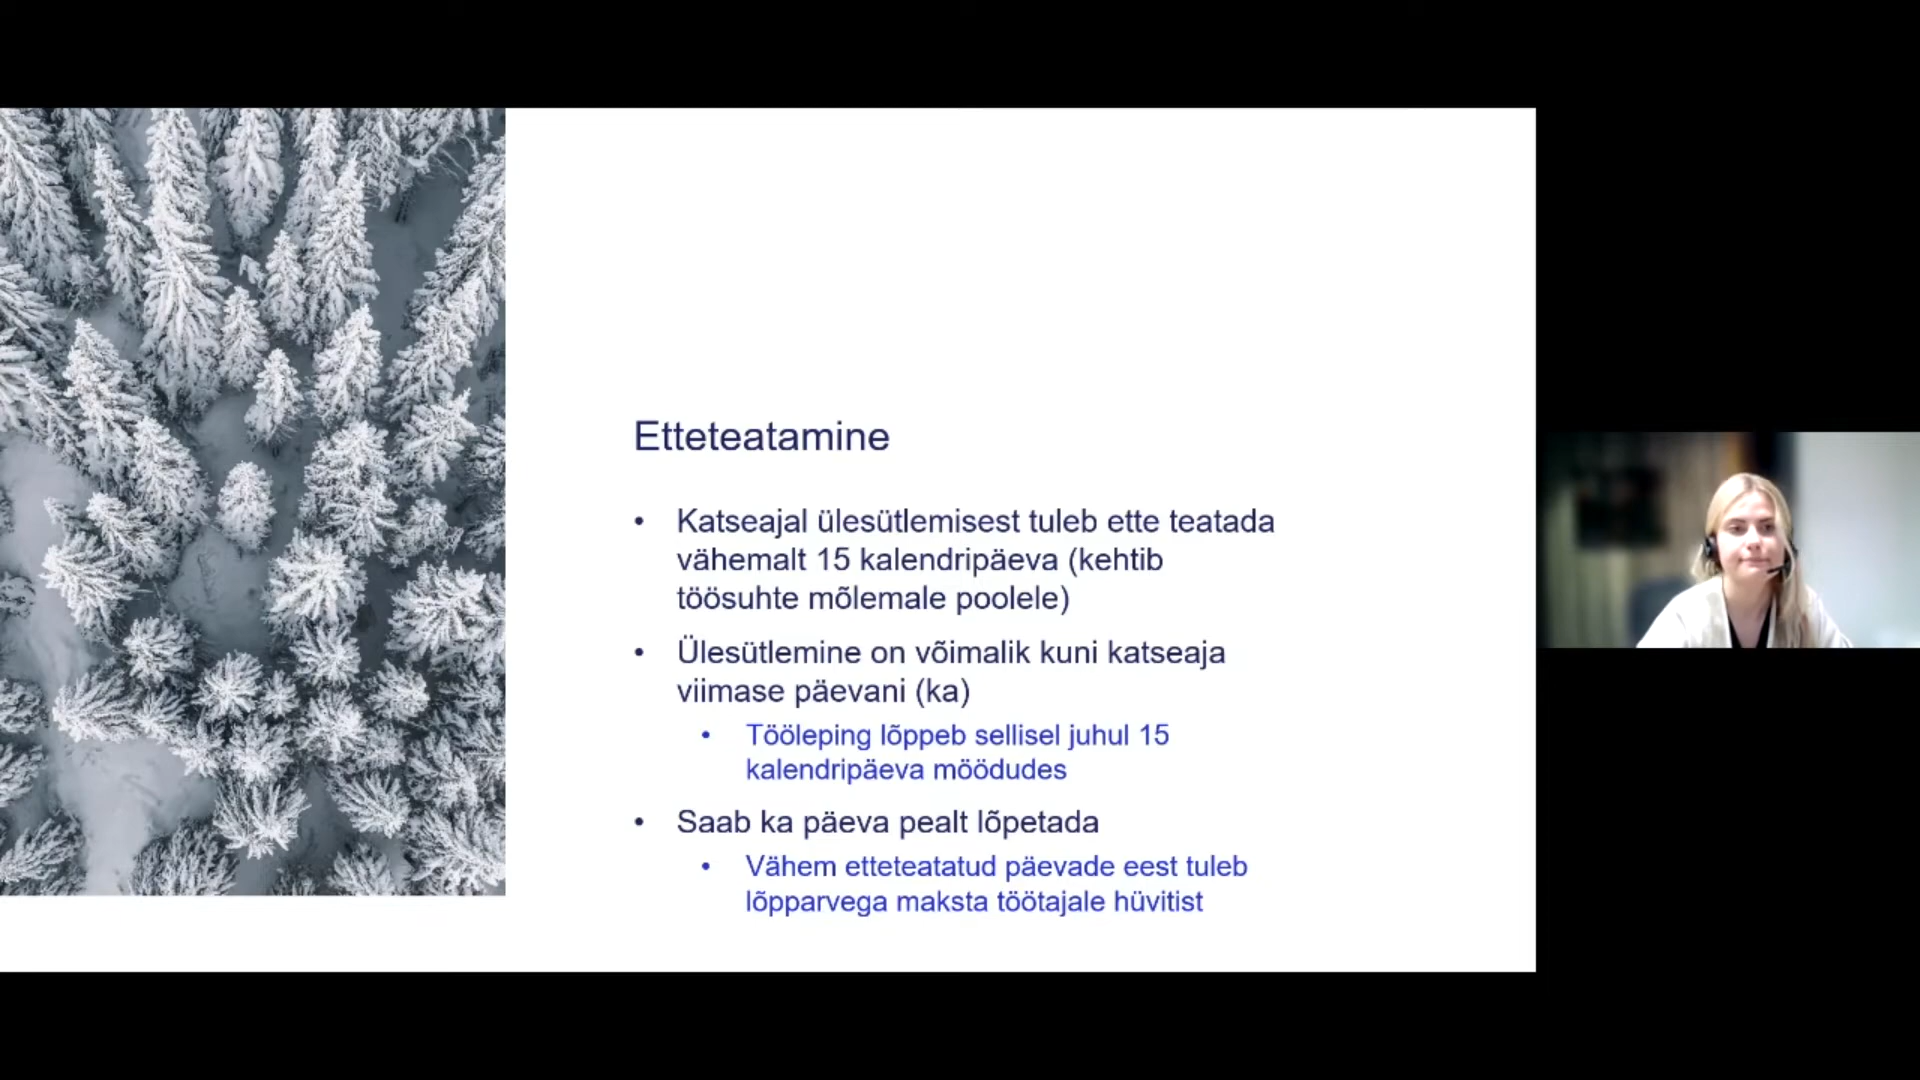 Etteteatamine
• Katseajal ülesütlemisest tuleb ette teatada
vähemalt 15 kalendripäeva (kehtib
töösuhte mõlemale poolele)
• Ülesütlemine on võimalik kuni katseaja
viimase päevani (ka)
• Tööleping lõppeb sellisel juhul 15
kalendripäeva möödudes
• Saab ka päeva pealt lõpetada
• Vähem etteteatatud päevade eest tuleb
lõpparvega maksta töötajale hüvitist